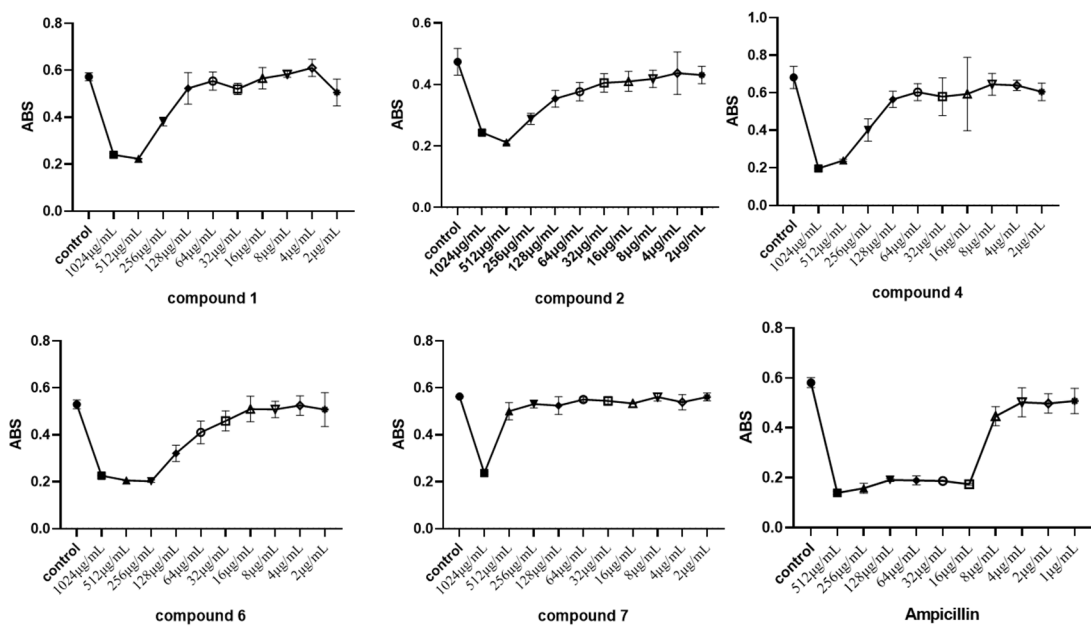 0.8
0.6
0.4
0.2
0.0
ABS
control
1024µg/mL
512µg/mL
256µg/mL
128µg/mL
64µg/mL
32µg/mL
16µg/mL
8µg/mL
4µg/mL
2µg/mL
compound 1
0.6
0.4
0.2
0.0
ABS
control
1024µg/mL
512µg/mL
256µg/mL
128µg/mL
64µg/mL
32µg/mL
16µg/mL
8µg/mL
4µg/mL
2µg/mL
compound 2
1.0
0.8
0.6
0.4
0.2
0.0
ABS
control
1024µg/mL
512µg/mL
256µg/mL
128µg/mL
64µg/mL
32µg/mL
16µg/mL
8µg/mL
4µg/mL
2µg/mL
compound 4
0.8
0.6
0.4
0.2
0.0
ABS
control
1024µg/mL
512µg/mL
256µg/mL
128µg/mL
64µg/mL
32µg/mL
16µg/mL
8µg/mL
4µg/mL
2µg/mL
compound 6
0.8
0.6
0.4
0.2
0.0
ABS
control
1024µg/mL
512µg/mL
256µg/mL
128µg/mL
64µg/mL
32µg/mL
16µg/mL
8µg/mL
4µg/mL
2µg/mL
compound 7
0.8
0.6
0.4
0.2
0.0
ABS
control
512µg/mL
256µg/mL
128µg/mL
64µg/mL
32µg/mL
16µg/mL
8µg/mL
4µg/mL
2µg/mL
1µg/mL
Ampicillin